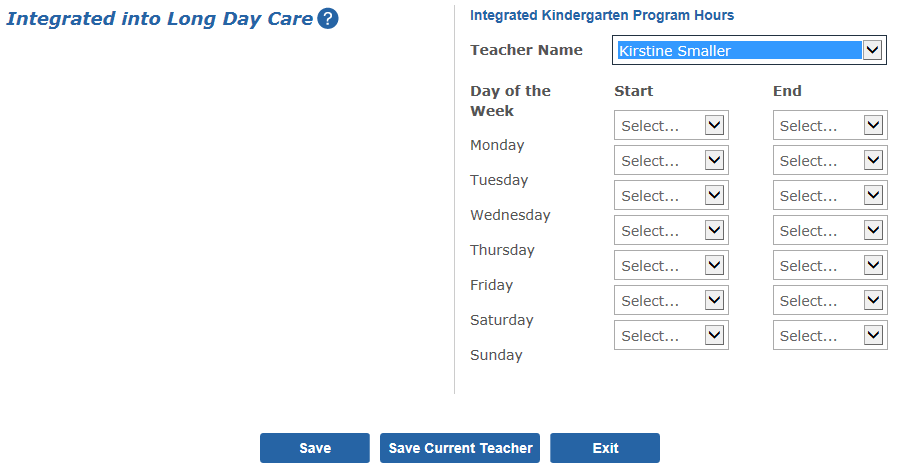 Integrated into Long Day Care ?
Integrated Kindergarten Program Hours
Teacher Name Kirstine Smaller
Day of the Week Start End
Monday Select... Select...
Tuesday Select... Select...
Wednesday Select... Select...
Thursday Select... Select...
Friday Select... Select...
Saturday Select... Select...
Sunday Select... Select...
Save Save Current Teacher Exit